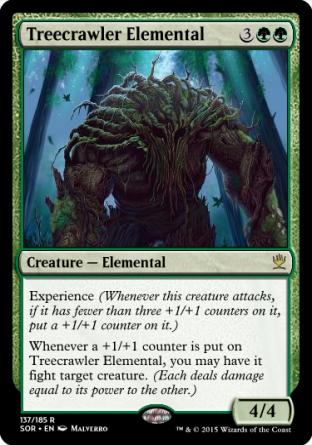 Treecrawler Elemental 3
Creature — Elemental
Experience (Whenever this creature attacks,
if it has fewer than three +1/+1 counters on it,
put a +1/+1 counter on it.)
Whenever a +1/+1 counter is put on
Treecrawler Elemental, you may have it
fight target creature. (Each deals damage
equal to its power to the other.)
4/4
137/185 R
SOR • EN Malverro
™ & © 2015 Wizards of the Coast